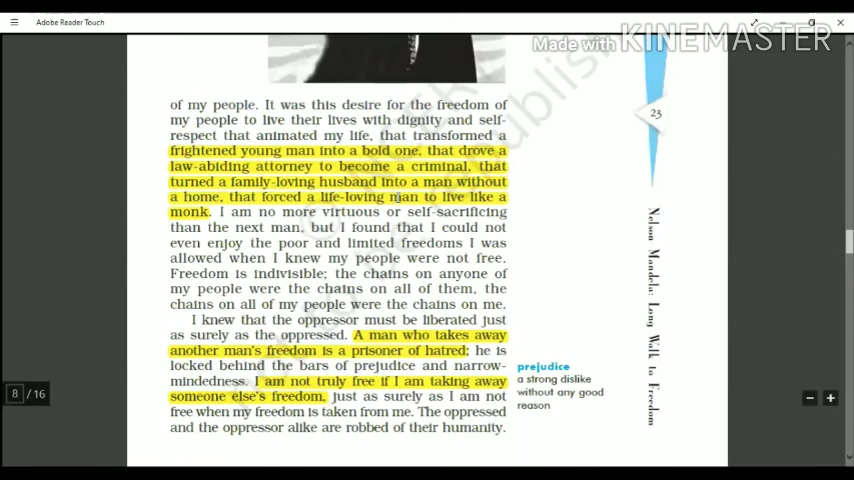 Adobe Reader Touch
Made with KINEMASTER
of my people. It was this desire for the freedom of
my people to live their lives with dignity and self-
respect that animated my life, that transformed a
frightened young man into a bold one, that drove a
law-abiding attorney to become a criminal, that
turned a family-loving husband into a man without
a home, that forced a life-loving man to live like a
monk. I am no more virtuous or self-sacrificing
than the next man, but I found that I could not
even enjoy the poor and limited freedoms I was
allowed when I knew my people were not free.
Freedom is indivisible; the chains on anyone of
my people were the chains on all of them, the
chains on all of my people were the chains on me.
I knew that the oppressor must be liberated just
as surely as the oppressed. A man who takes away
another man's freedom is a prisoner of hatred; he is
locked behind the bars of prejudice and narrow-
mindedness. I am not truly free if I am taking away
someone else's freedom, just as surely as I am not
free when my freedom is taken from me. The oppressed
and the oppressor alike are robbed of their humanity.
prejudice
a strong dislike
without any good
reason
23
Nelson Mandela: Long Walk to Freedom
8 / 16